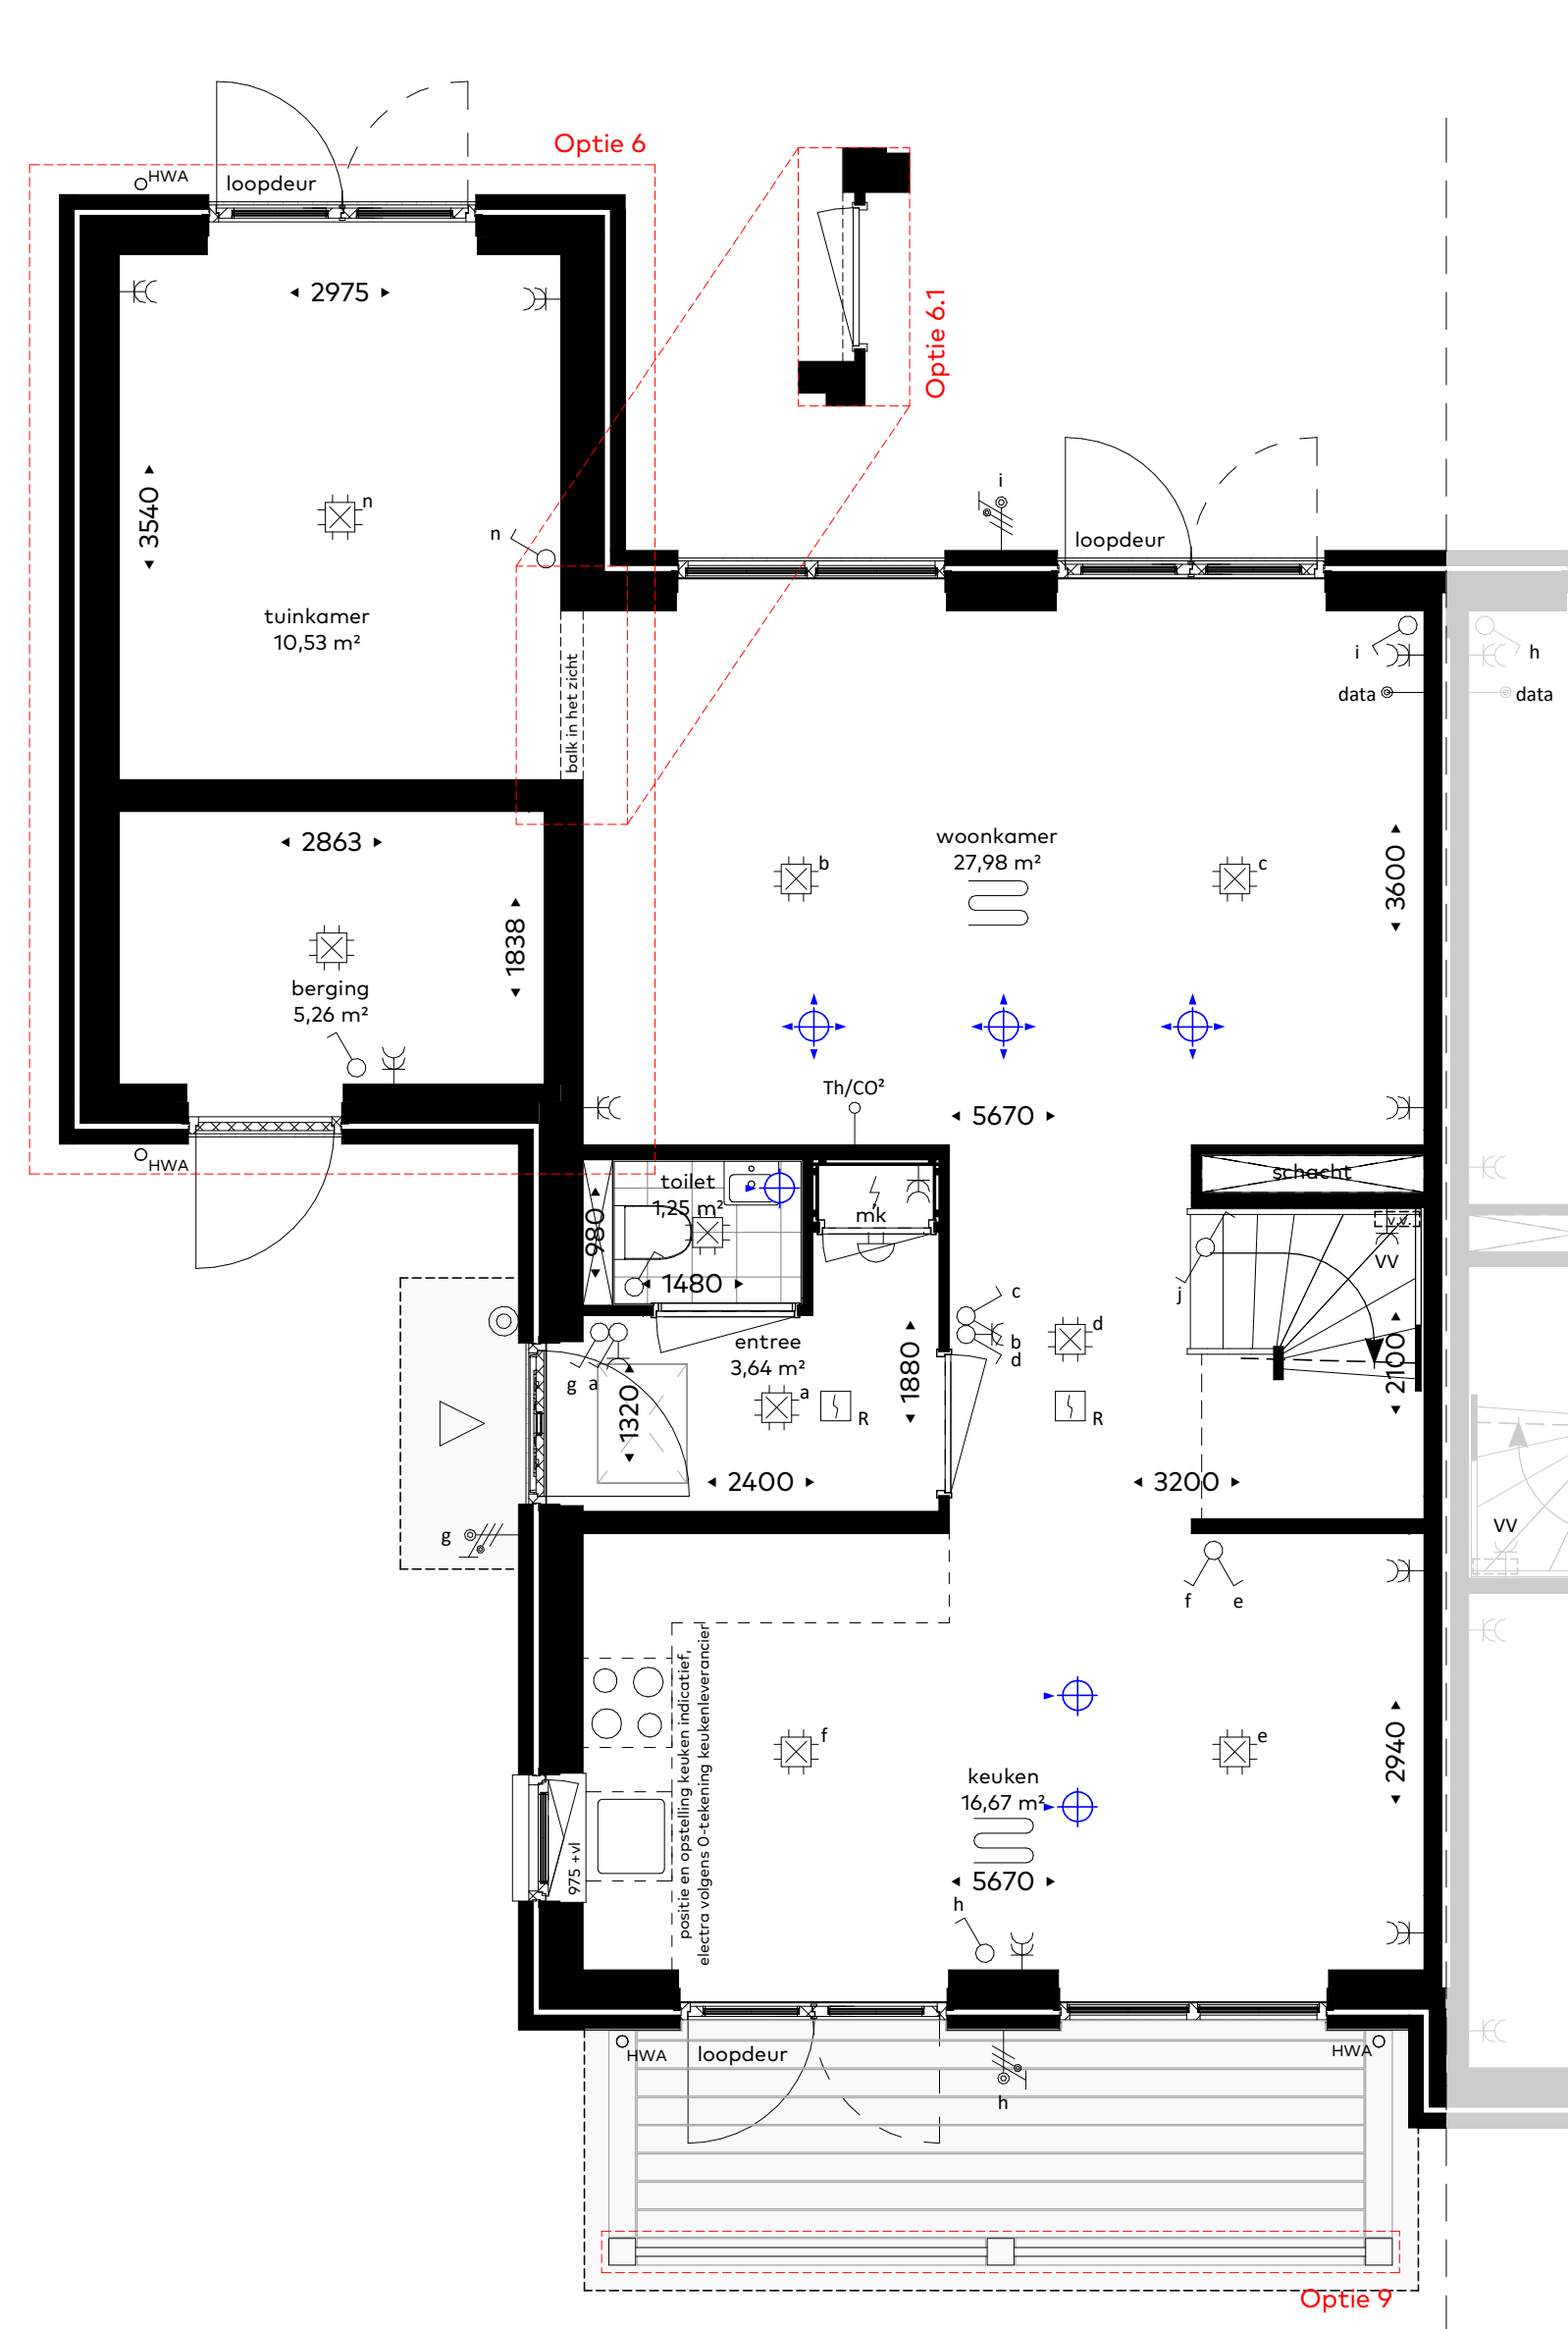 Optie 6
HWA
loopdeur
2975
Optie 6.1
3540
n
n
i
loopdeur
tuinkamer
10,53 m²
balk in het zicht
i
h
data
data
2863
woonkamer
27,98 m²
b
c
3600
1838
berging
5,26 m²
Th/CO²
5670
HWA
toilet
1,25 m²
980
1480
mk
schacht
v.v.
VV
j
c
b
d
d
entree
3,64 m²
g
a
1320
a
R
1880
R
2100
2400
3200
g
VV
f
e
positie en opstelling keuken indicatief,
electra volgens 0-tekening keukenleverancier
f
e
2940
keuken
16,67 m²
975 +vl
5670
h
HWA
loopdeur
HWA
h
Optie 9